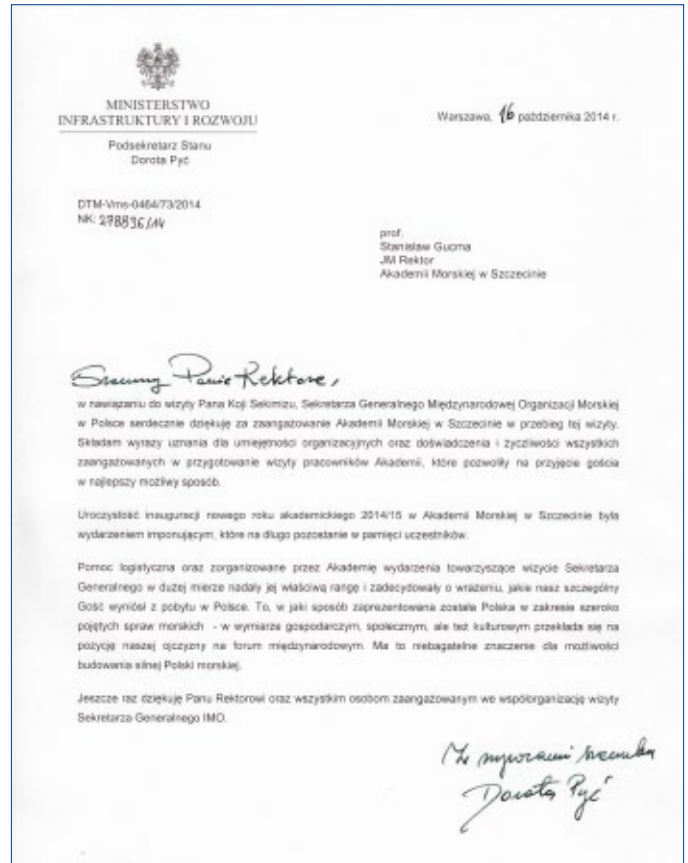 MINISTERSTWO
INFRASTRUKTURY I ROZWOJU
Podsekretarz Stanu
Dorota Pyć
Warszawa, 16 października 2014 r.
DTM-Vms-0464/73/2014
NK: 278836/14
prof.
Stanisław Gucma
JM Rektor
Akademii Morskiej w Szczecinie
Szanowny Panie Rektorze,
w nawiązaniu do wizyty Pana Koji Sekimizu, Sekretarza Generalnego Międzynarodowej Organizacji Morskiej
w Polsce serdecznie dziękuję za zaangażowanie Akademii Morskiej w Szczecinie w przebieg tej wizyty.
Składam wyrazy uznania dla umiejętności organizacyjnych oraz doświadczenia i życzliwości wszystkich
zaangażowanych w przygotowanie wizyty pracowników Akademii, które pozwoliły na przyjęcie gościa
w najlepszy możliwy sposób.
Uroczystość inauguracji nowego roku akademickiego 2014/15 w Akademii Morskiej w Szczecinie była
wydarzeniem imponującym, które na długo pozostanie w pamięci uczestników.
Pomoc logistyczna oraz zorganizowane przez Akademię wydarzenia towarzyszące wizycie Sekretarza
Generalnego w dużej mierze nadały jej właściwą rangę i zadecydowały o wrażeniu, jakie nasz szczególny
Gość wyniósł z pobytu w Polsce. To, w jaki sposób zaprezentowana została Polska w zakresie szeroko
pojętych spraw morskich - w wymiarze gospodarczym, społecznym, ale też kulturowym przekłada się na
pozycję naszej ojczyzny na forum międzynarodowym. Ma to niebagatelne znaczenie dla możliwości
budowania silnej Polski morskiej.
Jeszcze raz dziękuję Panu Rektorowi oraz wszystkim osobom zaangażowanym we współorganizację wizyty
Sekretarza Generalnego IMO.
Z wyrazami szacunku
Dorota Pyć